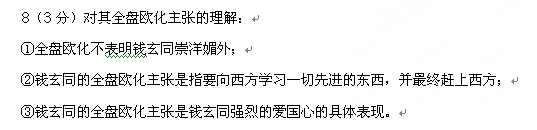 8（3 分）对其全盘欧化主张的理解：
①全盘欧化不表明钱玄同崇洋媚外；
②钱玄同的全盘欧化主张是指要向西方学习一切先进的东西，并最终赶上西方；
③钱玄同的全盘欧化主张是钱玄同强烈的爱国心的具体表现。